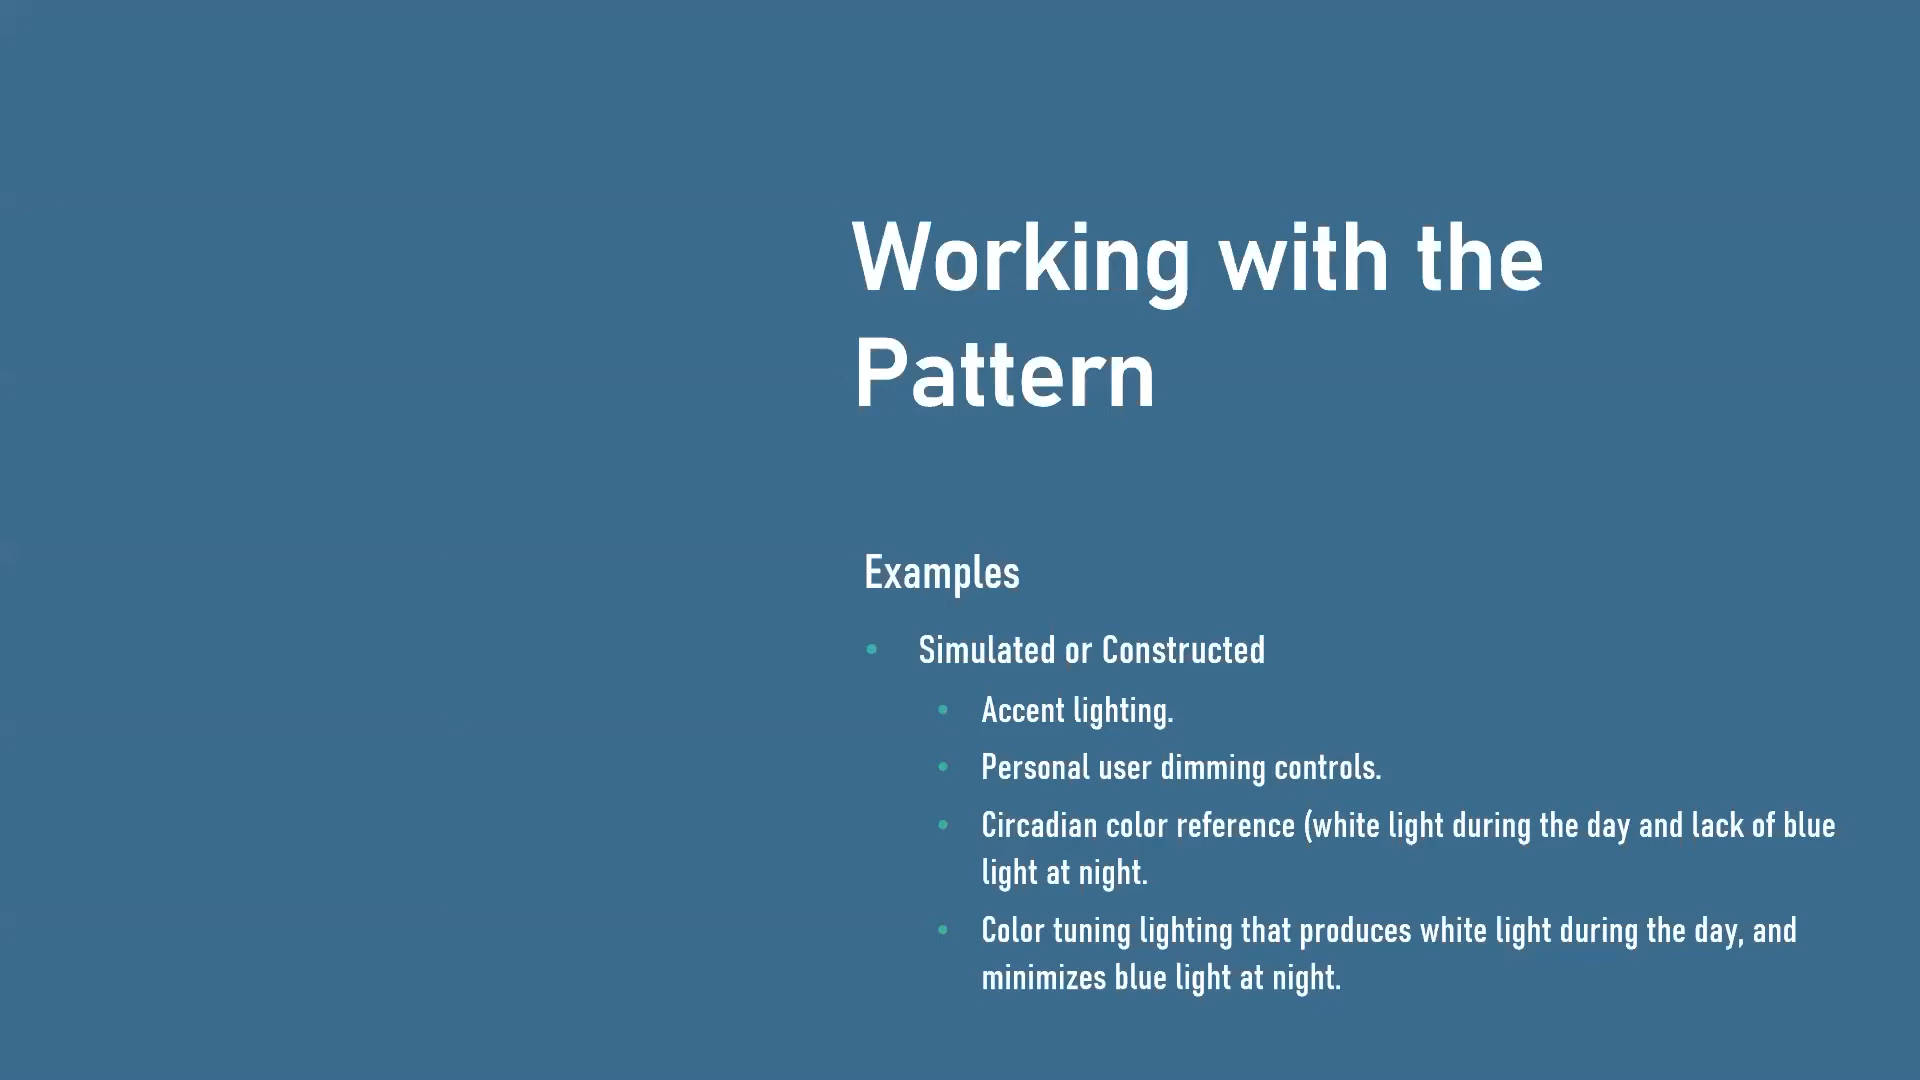 Working with the
Pattern
Examples
• Simulated or Constructed
• Accent lighting.
• Personal user dimming controls.
• Circadian color reference (white light during the day and lack of blue
light at night.
• Color tuning lighting that produces white light during the day, and
minimizes blue light at night.